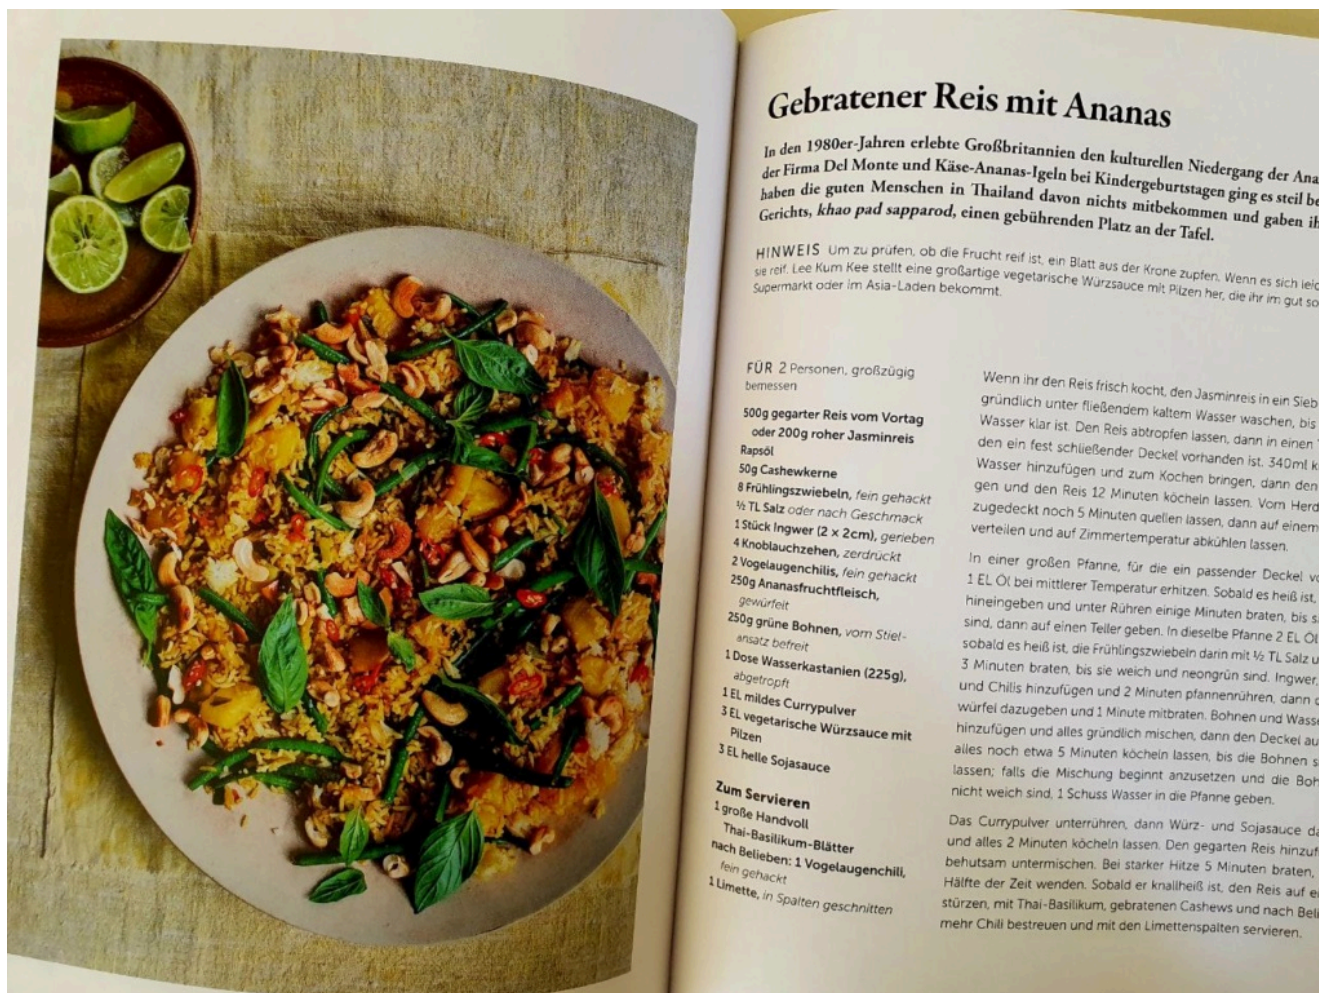 Gebratener Reis mit Ananas
In den 1980er-Jahren erlebte Großbritannien den kulturellen Niedergang der
der Firma Del Monte und Käse-Ananas-Igeln bei Kindergeburtstagen ging es steil
haben die guten Menschen in Thailand davon nichts mitbekommen und gaben
Gerichts, khao pad sapparod, einen gebührenden Platz an der Tafel.
HINWEIS Um zu prüfen, ob die Frucht reif ist, ein Blatt aus der Krone zupfen. Wenn es sich
sie reif. Lee Kum Kee stellt eine großartige vegetarische Würzsauce mit Pilzen her, die ihr im gut
Supermarkt oder im Asia-Laden bekommt.
FÜR 2 Personen, großzügig
bemessen
500g gegarter Reis vom Vortag
oder 200g roher Jasminreis
Rapsöl
50g Cashewkerne
8 Frühlingszwiebeln, fein gehackt
½ TL Salz oder nach Geschmack
1 Stück Ingwer (2 × 2cm), gerieben
4 Knoblauchzehen, zerdrückt
2 Vogelaugenchilis, fein gehackt
250g Ananasfruchtfleisch,
gewürfelt
250g grüne Bohnen, vom Stiel-
ansatz befreit
1 Dose Wasserkastanien (225g),
abgetropft
1 EL mildes Currypulver
3 EL vegetarische Würzsauce mit
Pilzen
3 EL helle Sojasauce
Zum Servieren
1 große Handvoll
Thai-Basilikum-Blätter
nach Belieben: 1 Vogelaugenchili,
fein gehackt
1 Limette, in Spalten geschnitten
Wenn ihr den Reis frisch kocht, den Jasminreis in ein Sieb
gründlich unter fließendem kaltem Wasser waschen, bis
Wasser klar ist. Den Reis abtropfen lassen, dann in einen
den ein fest schließender Deckel vorhanden ist. 340ml
Wasser hinzufügen und zum Kochen bringen, dann den
gen und den Reis 12 Minuten köcheln lassen. Vom Herd
zugedeckt noch 5 Minuten quellen lassen, dann auf einem
verteilen und auf Zimmertemperatur abkühlen lassen.
In einer großen Pfanne, für die ein passender Deckel
1 EL Öl bei mittlerer Temperatur erhitzen. Sobald es heiß ist,
hineingeben und unter Rühren einige Minuten braten, bis
sind, dann auf einen Teller geben. In dieselbe Pfanne 2 EL Öl
sobald es heiß ist, die Frühlingszwiebeln darin mit ½ TL Salz
3 Minuten braten, bis sie weich und neongrün sind. Ingwer,
und Chilis hinzufügen und 2 Minuten pfannenrühren, dann
würfel dazugeben und 1 Minute mitbraten. Bohnen und
hinzufügen und alles gründlich mischen, dann den Deckel
alles noch etwa 5 Minuten köcheln lassen, bis die Bohnen
lassen; falls die Mischung beginnt anzusetzen und die
nicht weich sind, 1 Schuss Wasser in die Pfanne geben.
Das Currypulver unterrühren, dann Würz- und Sojasauce
und alles 2 Minuten köcheln lassen. Den gegarten Reis
behutsam untermischen. Bei starker Hitze 5 Minuten braten,
Hälfte der Zeit wenden. Sobald er knallheiß ist, den Reis auf
stürzen, mit Thai-Basilikum, gebratenen Cashews und nach
mehr Chili bestreuen und mit den Limettenspalten servieren.